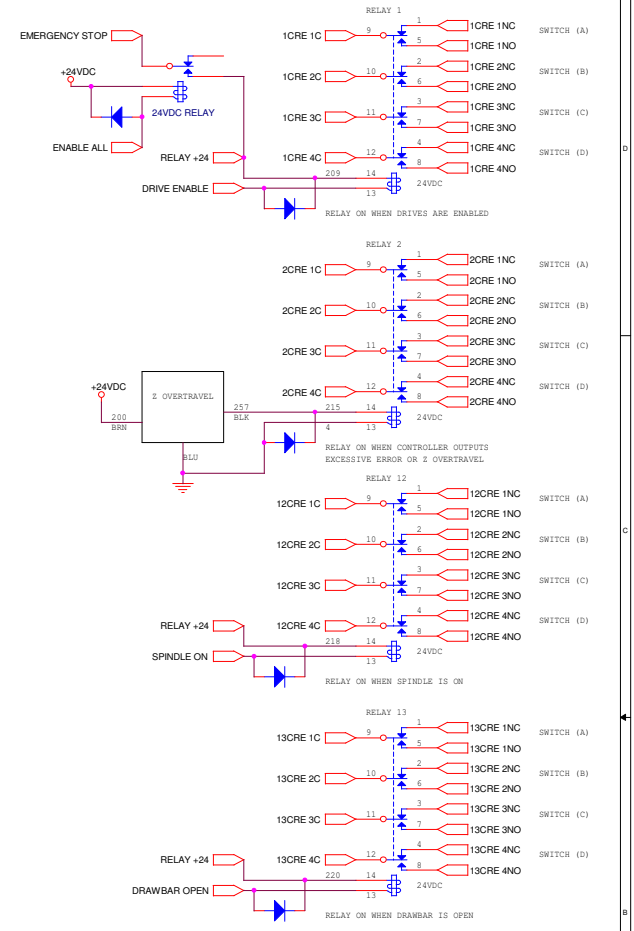 RELAY 1
EMERGENCY STOP
1CRE 1C 9 1 1CRE 1NC SWITCH (A)
5 1CRE 1NO
+24VDC
1CRE 2C 10 2 1CRE 2NC SWITCH (B)
6 1CRE 2NO
24VDC RELAY
1CRE 3C 11 3 1CRE 3NC SWITCH (C)
7 1CRE 3NO
ENABLE ALL
RELAY +24
1CRE 4C 12 4 1CRE 4NC SWITCH (D)
8 1CRE 4NO
D
209 14
DRIVE ENABLE 13 24VDC
RELAY ON WHEN DRIVES ARE ENABLED
RELAY 2
2CRE 1C 9 1 2CRE 1NC SWITCH (A)
5 2CRE 1NO
2CRE 2C 10 2 2CRE 2NC SWITCH (B)
6 2CRE 2NO
2CRE 3C 11 3 2CRE 3NC SWITCH (C)
7 2CRE 3NO
2CRE 4C 12 4 2CRE 4NC SWITCH (D)
8 2CRE 4NO
+24VDC
Z OVERTRAVEL
200 257 215 14
BRN BLK 4 13 24VDC
BLU
RELAY ON WHEN CONTROLLER OUTPUTS
EXCESSIVE ERROR OR Z OVERTRAVEL
RELAY 12
12CRE 1C 9 1 12CRE 1NC SWITCH (A)
5 12CRE 1NO
C
12CRE 2C 10 2 12CRE 2NC SWITCH (B)
6 12CRE 2NO
12CRE 3C 11 3 12CRE 3NC SWITCH (C)
7 12CRE 3NO
RELAY +24
12CRE 4C 12 4 12CRE 4NC SWITCH (D)
8 12CRE 4NO
218 14
SPINDLE ON 13 24VDC
RELAY ON WHEN SPINDLE IS ON
RELAY 13
13CRE 1C 9 1 13CRE 1NC SWITCH (A)
5 13CRE 1NO
13CRE 2C 10 2 13CRE 2NC SWITCH (B)
6 13CRE 2NO
13CRE 3C 11 3 13CRE 3NC SWITCH (C)
7 13CRE 3NO
RELAY +24
13CRE 4C 12 4 13CRE 4NC SWITCH (D)
8 13CRE 4NO
220 14
DRAWBAR OPEN 13 24VDC
RELAY ON WHEN DRAWBAR IS OPEN
B